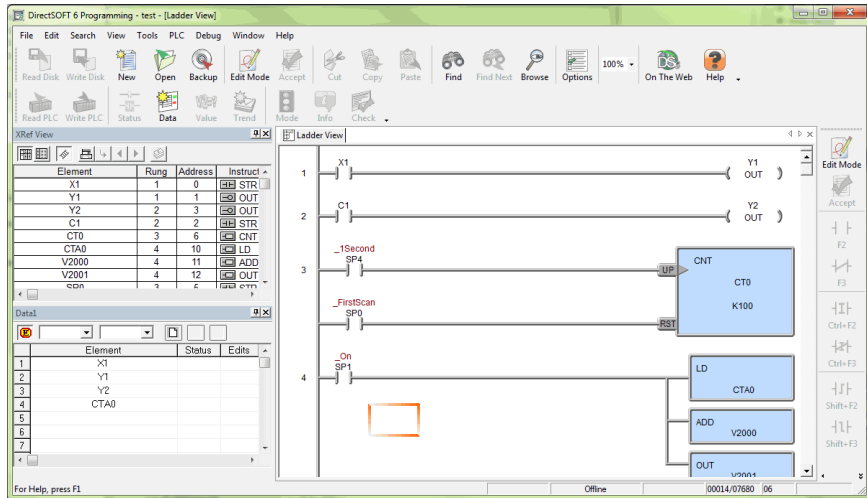 DirectSOFT 6 Programming - test - [Ladder View]
File Edit Search View Tools PLC Debug Window Help
Read Disk Write Disk New Open Backup Edit Mode Accept Cut Copy Paste Find Find Next Browse Options 100% On The Web Help
Read PLC Write PLC Status Data Value Trend Mode Info Check
XRef View
Element Rung Address Instruct
X1 1 0 STR
Y1 1 1 OUT
Y2 2 3 OUT
C1 2 2 STR
CT0 3 6 CNT
CTA0 4 10 LD
V2000 4 11 ADD
V2001 4 12 OUT
SP0 3 6 STR
Data1
Element Status Edits
1 X1
2 Y1
3 Y2
4 CTA0
5
6
7
Ladder View
1 X1 Y1 OUT
2 C1 Y2 OUT
_1Second
3 SP4 UP CNT
CT0
K100
_FirstScan
SP0 RST
_On
4 SP1 LD
CTA0
ADD
V2000
OUT
V2001
Edit Mode
Accept
F2
F3
Ctrl+F2
Ctrl+F3
Shift+F2
Shift+F3
For Help, press F1 Offline 00014/07680 06